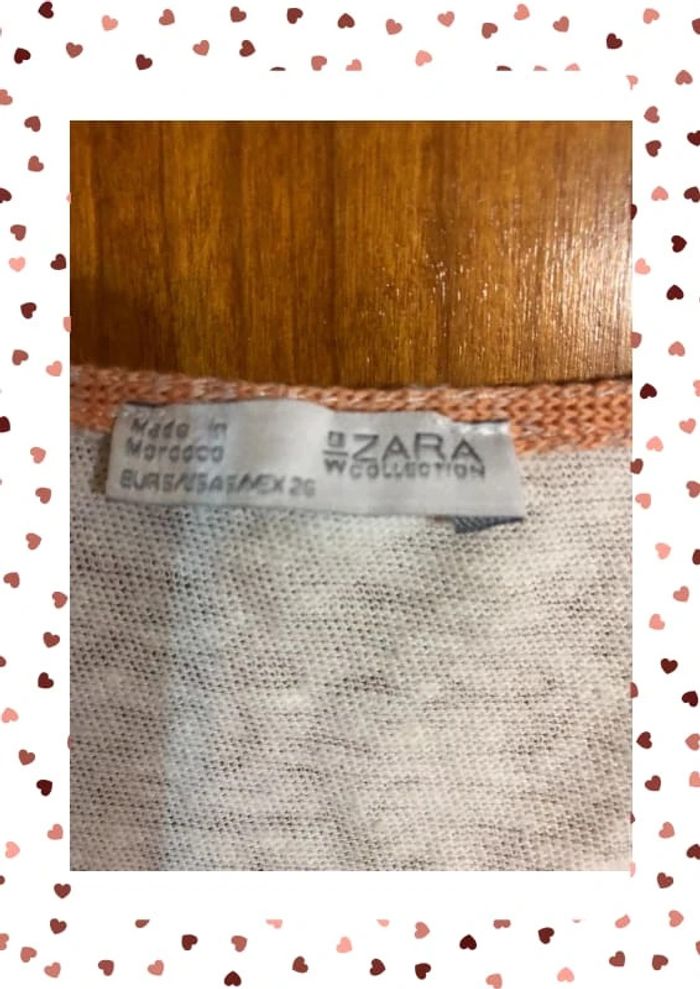 Made in
Morocco
EUR S/USA S/MEX 26
W&B ZARA
COLLECTION